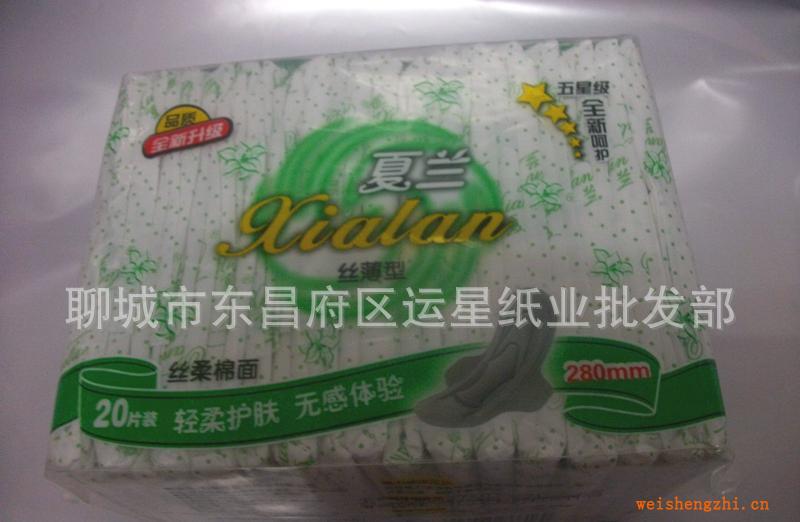 品质
全新升级
五星级
全新呵护
夏兰
Xialan
丝薄型
聊城市东昌府区运星纸业批发部
丝柔棉面
280mm
20片装 轻柔护肤 无感体验
weishengzhi.cn